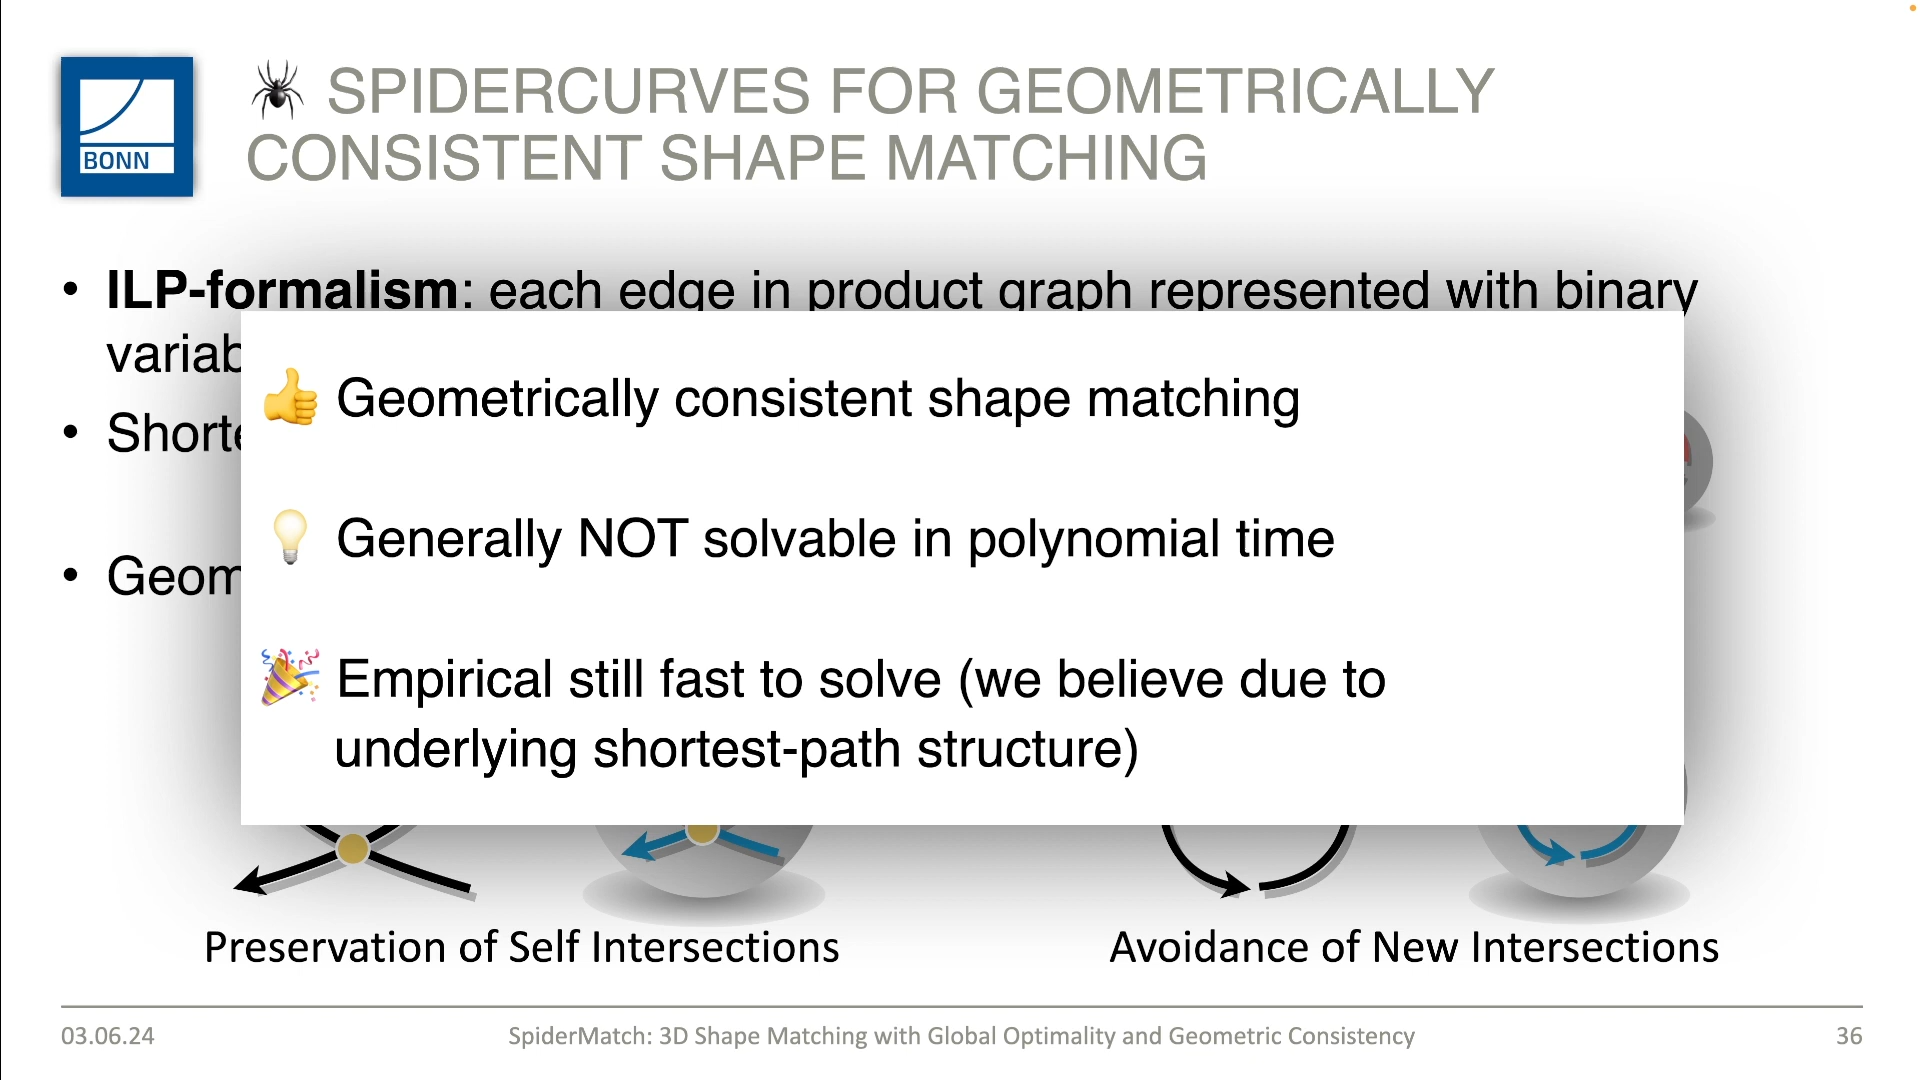 BONN
SPIDERCURVES FOR GEOMETRICALLY
CONSISTENT SHAPE MATCHING
• ILP-formalism: each edge in product graph represented with binary
• Geometrically consistent shape matching
Generally NOT solvable in polynomial time
Empirical still fast to solve (we believe due to
underlying shortest-path structure)
Preservation of Self Intersections
Avoidance of New Intersections
03.06.24
SpiderMatch: 3D Shape Matching with Global Optimality and Geometric Consistency
36